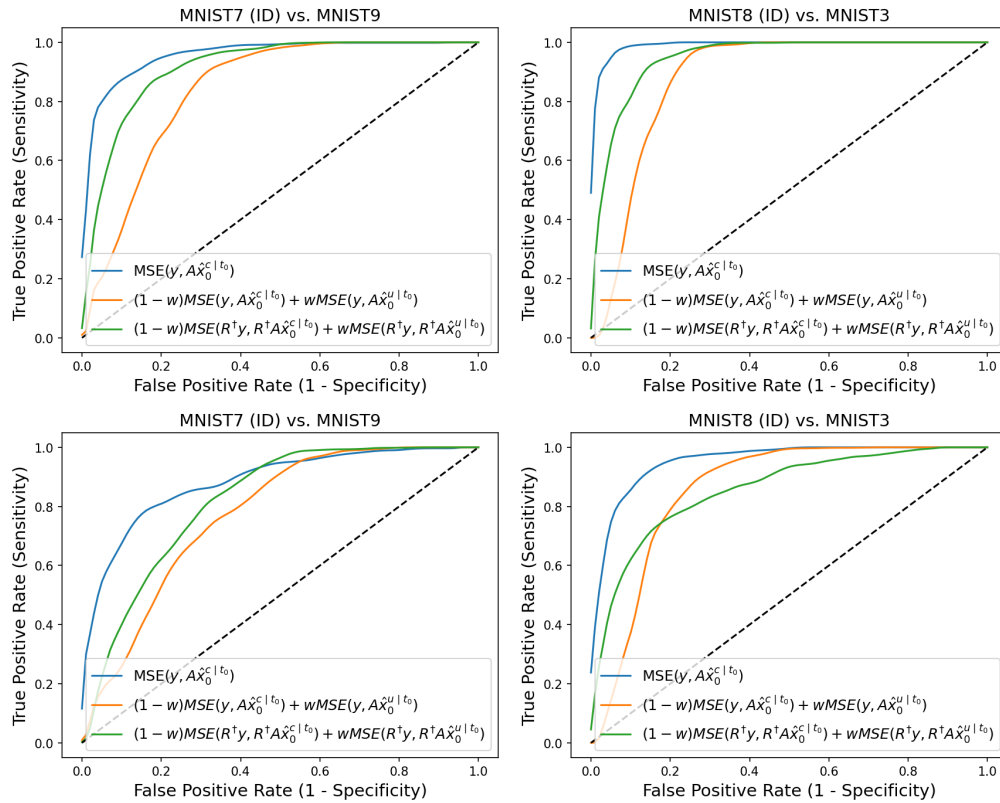 MNIST7 (ID) vs. MNIST9
True Positive Rate (Sensitivity)
1.0
0.8
0.6
0.4
0.2
0.0
MSE(y, Ax̂₀^{c|t₀})
(1 − w)MSE(y, Ax̂₀^{c|t₀}) + wMSE(y, Ax̂₀^{u|t₀})
(1 − w)MSE(R†y, R†Ax̂₀^{c|t₀}) + wMSE(R†y, R†Ax̂₀^{u|t₀})
0.0 0.2 0.4 0.6 0.8 1.0
False Positive Rate (1 - Specificity)
MNIST8 (ID) vs. MNIST3
True Positive Rate (Sensitivity)
1.0
0.8
0.6
0.4
0.2
0.0
MSE(y, Ax̂₀^{c|t₀})
(1 − w)MSE(y, Ax̂₀^{c|t₀}) + wMSE(y, Ax̂₀^{u|t₀})
(1 − w)MSE(R†y, R†Ax̂₀^{c|t₀}) + wMSE(R†y, R†Ax̂₀^{u|t₀})
0.0 0.2 0.4 0.6 0.8 1.0
False Positive Rate (1 - Specificity)
MNIST7 (ID) vs. MNIST9
True Positive Rate (Sensitivity)
1.0
0.8
0.6
0.4
0.2
0.0
MSE(y, Ax̂₀^{c|t₀})
(1 − w)MSE(y, Ax̂₀^{c|t₀}) + wMSE(y, Ax̂₀^{u|t₀})
(1 − w)MSE(R†y, R†Ax̂₀^{c|t₀}) + wMSE(R†y, R†Ax̂₀^{u|t₀})
0.0 0.2 0.4 0.6 0.8 1.0
False Positive Rate (1 - Specificity)
MNIST8 (ID) vs. MNIST3
True Positive Rate (Sensitivity)
1.0
0.8
0.6
0.4
0.2
0.0
MSE(y, Ax̂₀^{c|t₀})
(1 − w)MSE(y, Ax̂₀^{c|t₀}) + wMSE(y, Ax̂₀^{u|t₀})
(1 − w)MSE(R†y, R†Ax̂₀^{c|t₀}) + wMSE(R†y, R†Ax̂₀^{u|t₀})
0.0 0.2 0.4 0.6 0.8 1.0
False Positive Rate (1 - Specificity)